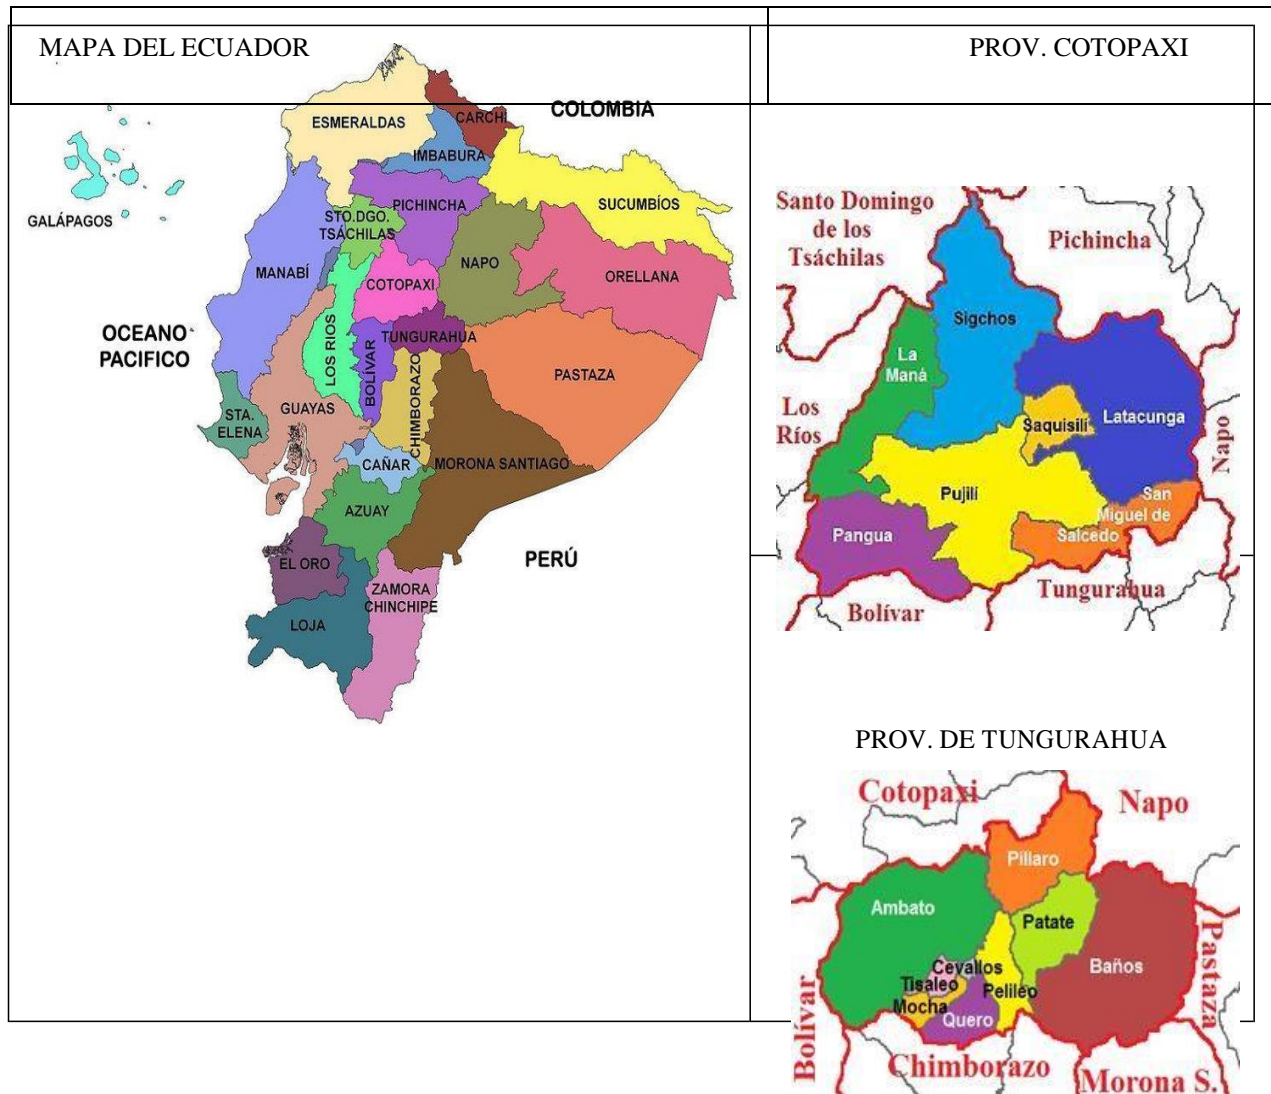 MAPA DEL ECUADOR
PROV. COTOPAXI
COLOMBIA
ESMERALDAS
CARCHI
IMBABURA
GALÁPAGOS
PICHINCHA
SUCUMBÍOS
STO.DGO.
TSÁCHILAS
MANABÍ
NAPO
ORELLANA
COTOPAXI
OCEANO
PACIFICO
TUNGURAHUA
LOS RIOS
BOLÍVAR
CHIMBORAZO
PASTAZA
STA.
ELENA
GUAYAS
CAÑAR
MORONA SANTIAGO
AZUAY
PERÚ
EL ORO
ZAMORA
CHINCHIPE
LOJA
Santo Domingo
de los
Tsáchilas
Pichincha
Sigchos
La
Maná
Los
Ríos
Saquisilí
Latacunga
Napo
Pujilí
San
Miguel de
Salcedo
Pangua
Tungurahua
Bolívar
PROV. DE TUNGURAHUA
Cotopaxi
Napo
Píllaro
Ambato
Patate
Pastaza
Cevallos
Baños
Tisaleo
Pelileo
Mocha
Quero
Bolívar
Chimborazo
Morona S.